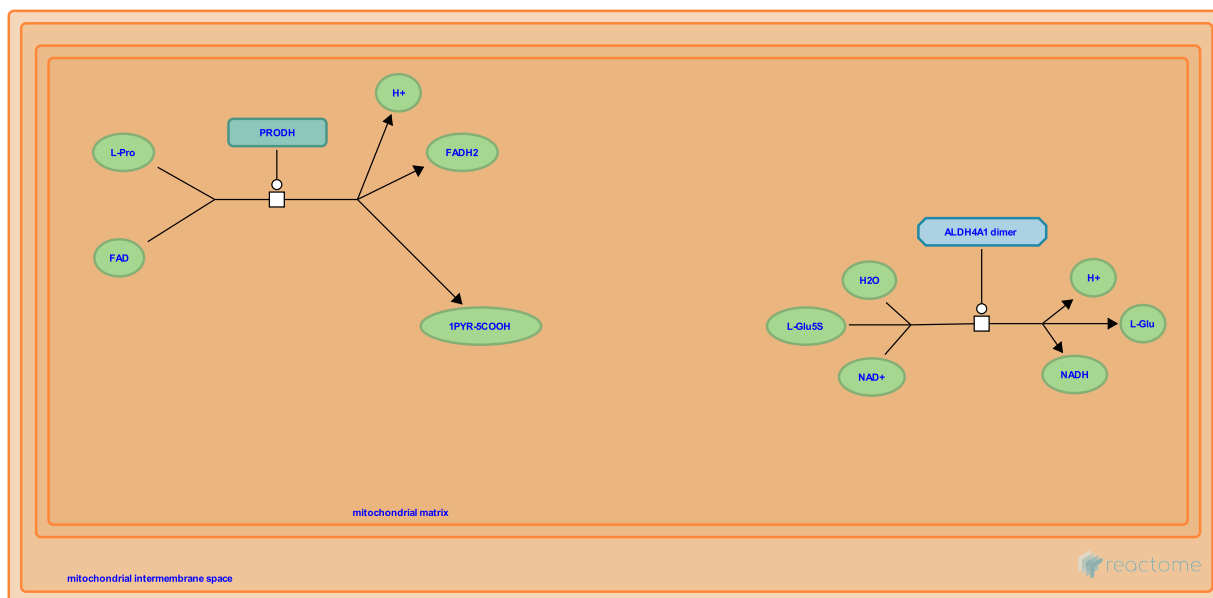 H+
PRODH
L-Pro
FADH2
FAD
1PYR-5COOH
ALDH4A1 dimer
H2O
H+
L-Glu5S
L-Glu
NAD+
NADH
mitochondrial matrix
reactome
mitochondrial intermembrane space